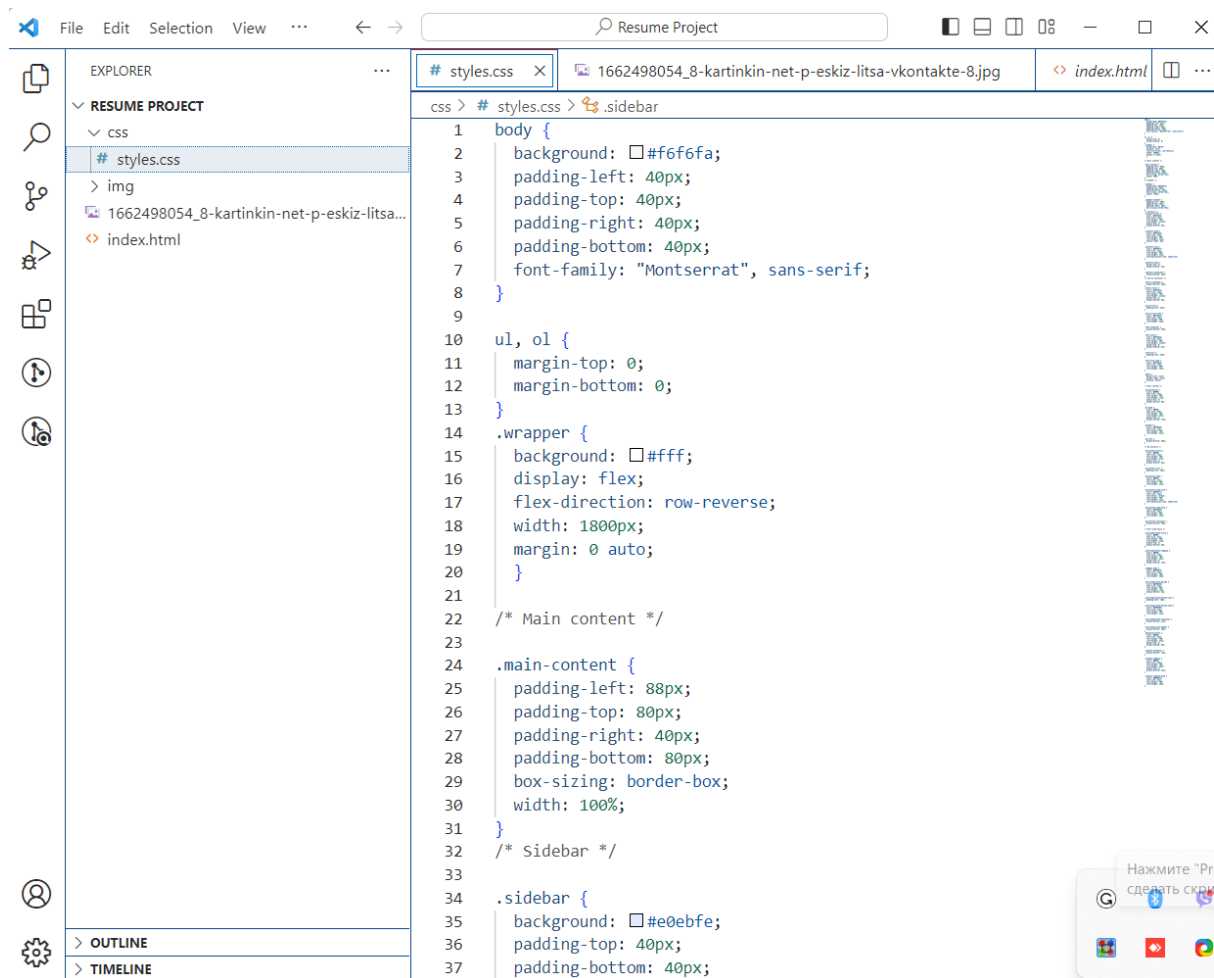 File Edit Selection View ··· Resume Project
EXPLORER ···
RESUME PROJECT
css
# styles.css
img
1662498054_8-kartinkin-net-p-eskiz-litsa...
<> index.html
OUTLINE
TIMELINE
# styles.css 1662498054_8-kartinkin-net-p-eskiz-litsa-vkontakte-8.jpg <> index.html ···
css > # styles.css > .sidebar
1 body {
2 background: #f6f6fa;
3 padding-left: 40px;
4 padding-top: 40px;
5 padding-right: 40px;
6 padding-bottom: 40px;
7 font-family: "Montserrat", sans-serif;
8 }
9
10 ul, ol {
11 margin-top: 0;
12 margin-bottom: 0;
13 }
14 .wrapper {
15 background: #fff;
16 display: flex;
17 flex-direction: row-reverse;
18 width: 1800px;
19 margin: 0 auto;
20 }
21
22 /* Main content */
23
24 .main-content {
25 padding-left: 88px;
26 padding-top: 80px;
27 padding-right: 40px;
28 padding-bottom: 80px;
29 box-sizing: border-box;
30 width: 100%;
31 }
32 /* Sidebar */
33
34 .sidebar {
35 background: #e0ebfe;
36 padding-top: 40px;
37 padding-bottom: 40px;
Нажмите "Pr
сделать скри